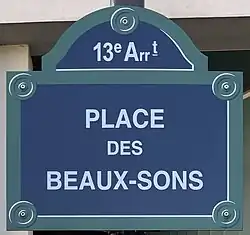 13e Arrt
PLACE
DES
BEAUX-SONS